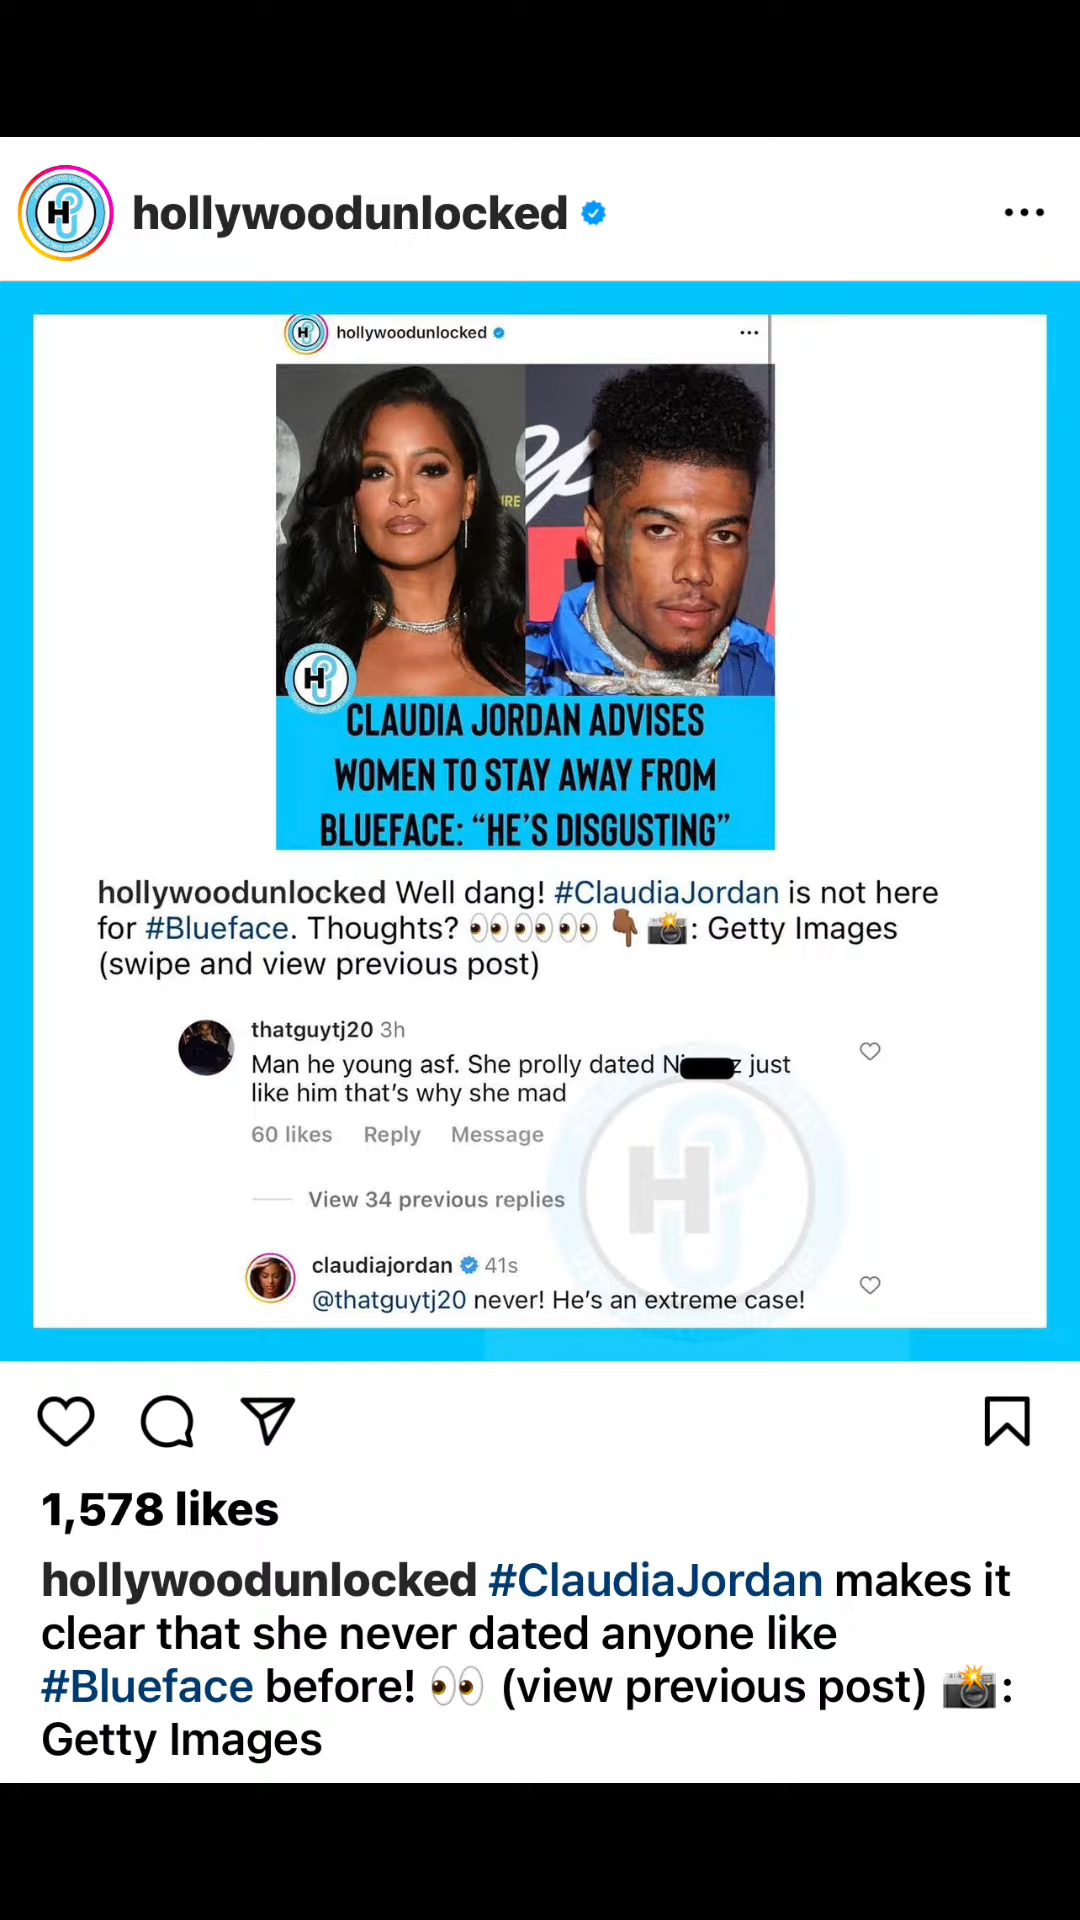 hollywoodunlocked
hollywoodunlocked
CLAUDIA JORDAN ADVISES
WOMEN TO STAY AWAY FROM
BLUEFACE: “HE’S DISGUSTING”
hollywoodunlocked Well dang! #ClaudiaJordan is not here
for #Blueface. Thoughts? 👀👀👀 👇🏾📸: Getty Images
(swipe and view previous post)
thatguytj20 3h
Man he young asf. She prolly dated just
like him that’s why she mad
60 likes Reply Message
View 34 previous replies
claudiajordan 41s
@thatguytj20 never! He’s an extreme case!
1,578 likes
hollywoodunlocked #ClaudiaJordan makes it
clear that she never dated anyone like
#Blueface before! 👀 (view previous post) 📸:
Getty Images